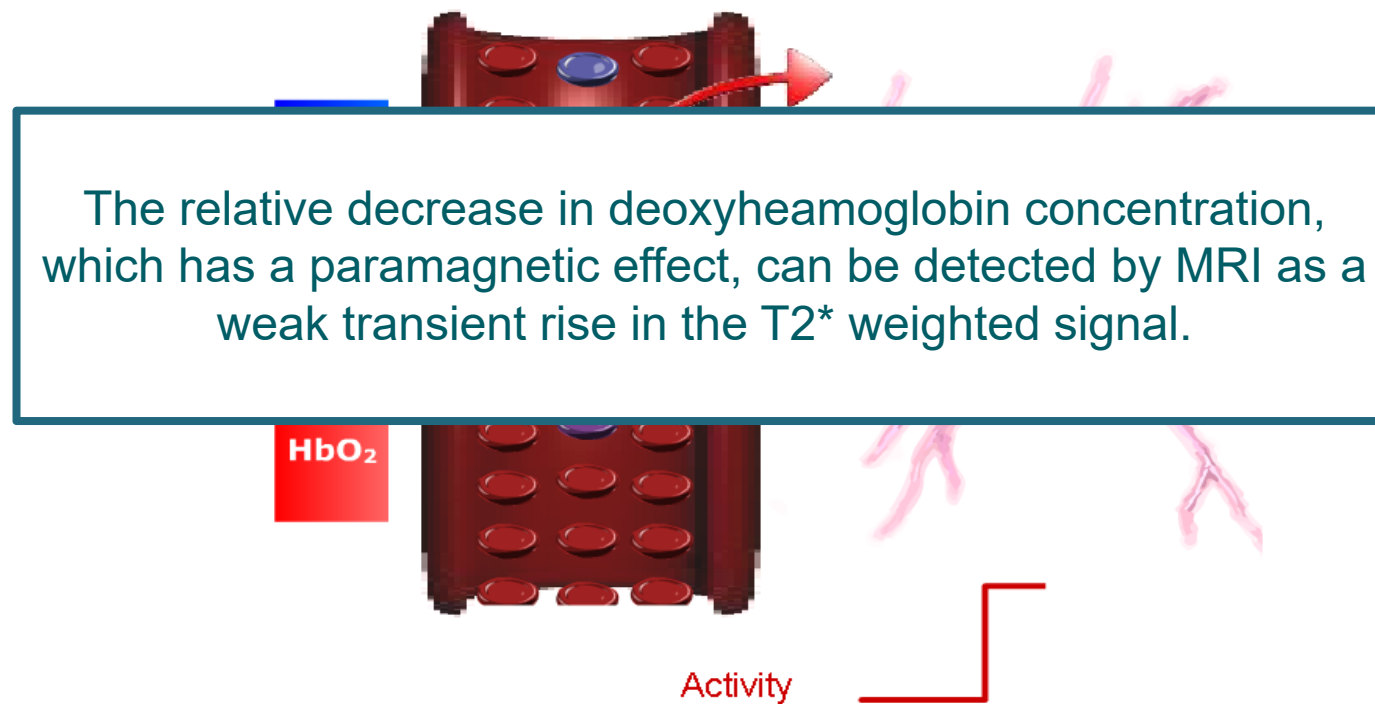 The relative decrease in deoxyheamoglobin concentration,
which has a paramagnetic effect, can be detected by MRI as a
weak transient rise in the T2* weighted signal.
HbO₂
Activity